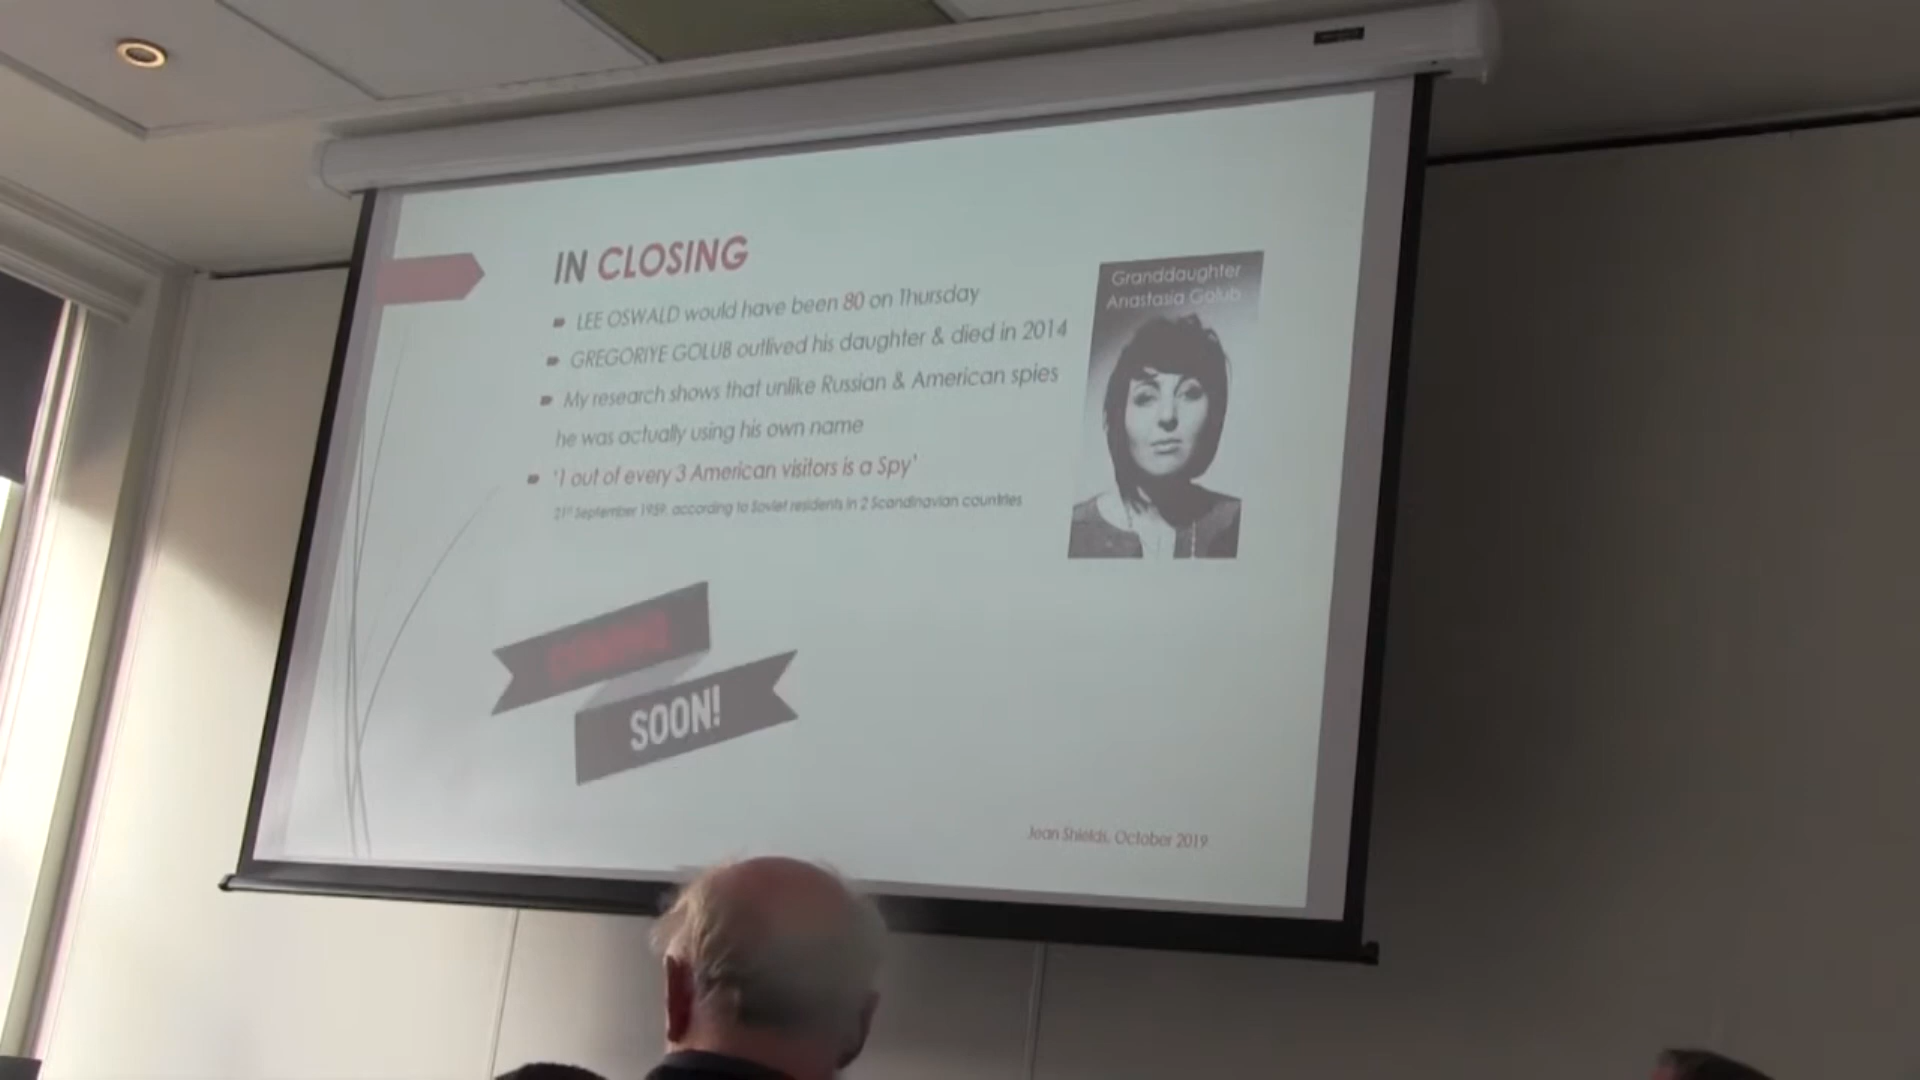 IN CLOSING
LEE OSWALD would have been 80 on Thursday
GREGORIYE GOLUB outlived his daughter & died in 2014
My research shows that unlike Russian & American spies
he was actually using his own name
'1 out of every 3 American visitors is a Spy'
21st September 1959, according to Soviet residents in 2 Scandinavian countries
Granddaughter
Anastasia Golub
SOON!
Joan Shields, October 2019